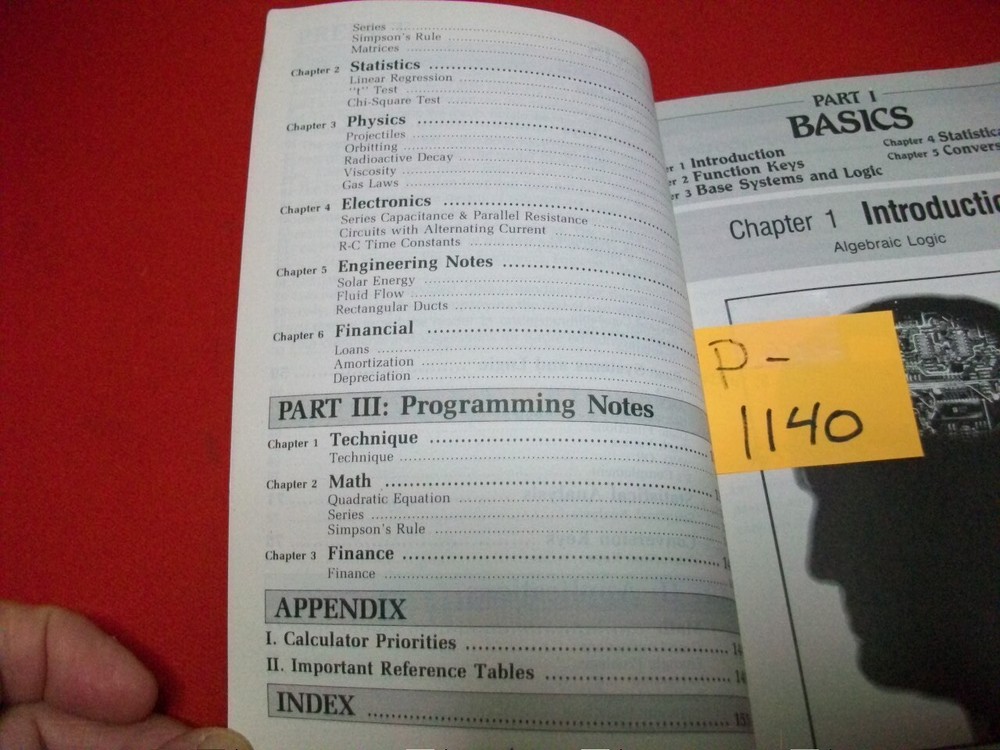 Series
Simpson's Rule
Matrices
Chapter 2 Statistics
Linear Regression
"t" Test
Chi-Square Test
Chapter 3 Physics
Projectiles
Orbitting
Radioactive Decay
Viscosity
Gas Laws
Chapter 4 Electronics
Series Capacitance & Parallel Resistance
Circuits with Alternating Current
R-C Time Constants
Chapter 5 Engineering Notes
Solar Energy
Fluid Flow
Rectangular Ducts
Chapter 6 Financial
Loans
Amortization
Depreciation
PART III: Programming Notes
Chapter 1 Technique
Technique
Chapter 2 Math
Quadratic Equation
Series
Simpson's Rule
Chapter 3 Finance
Finance
APPENDIX
I. Calculator Priorities
II. Important Reference Tables
INDEX
PART I
BASICS
1 Introduction
2 Function Keys
3 Base Systems and Logic
Chapter 4
Chapter 5
Chapter 1
Algebraic Logic
P-
1140